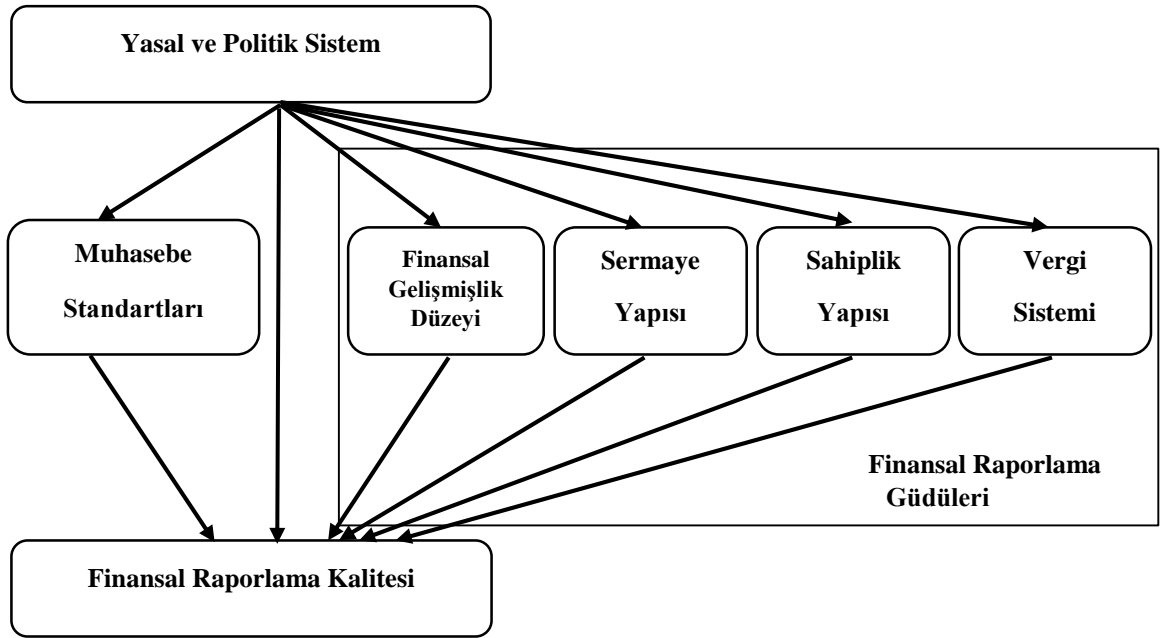 Yasal ve Politik Sistem
Muhasebe
Standartları
Finansal
Gelişmişlik
Düzeyi
Sermaye
Yapısı
Sahiplik
Yapısı
Vergi
Sistemi
Finansal Raporlama
Güdüleri
Finansal Raporlama Kalitesi